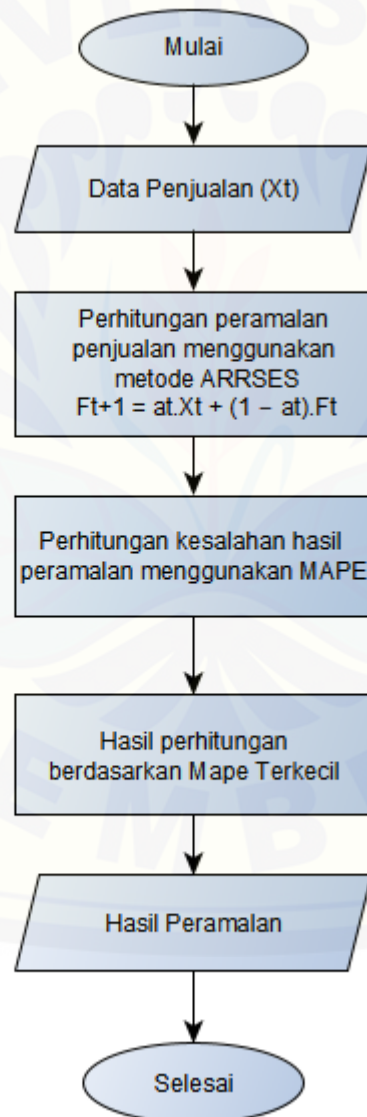 Mulai
Data Penjualan (Xt)
Perhitungan peramalan
penjualan menggunakan
metode ARRSES
Ft+1 = at.Xt + (1 – at).Ft
Perhitungan kesalahan hasil
peramalan menggunakan MAPE
Hasil perhitungan
berdasarkan Mape Terkecil
Hasil Peramalan
Selesai